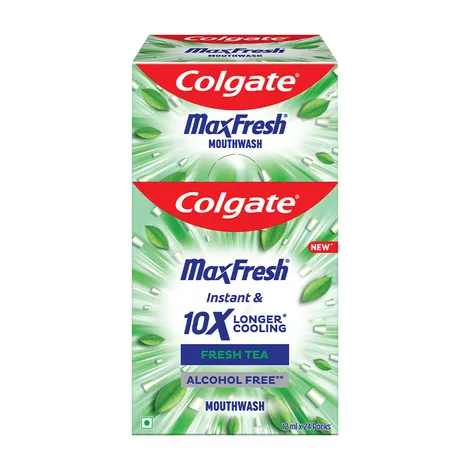 Colgate®
MaxFresh®
MOUTHWASH
Colgate®
NEW^
MaxFresh®
Instant &
10X LONGER* COOLING
FRESH TEA
ALCOHOL FREE**
MOUTHWASH
12 ml x 24 Packs